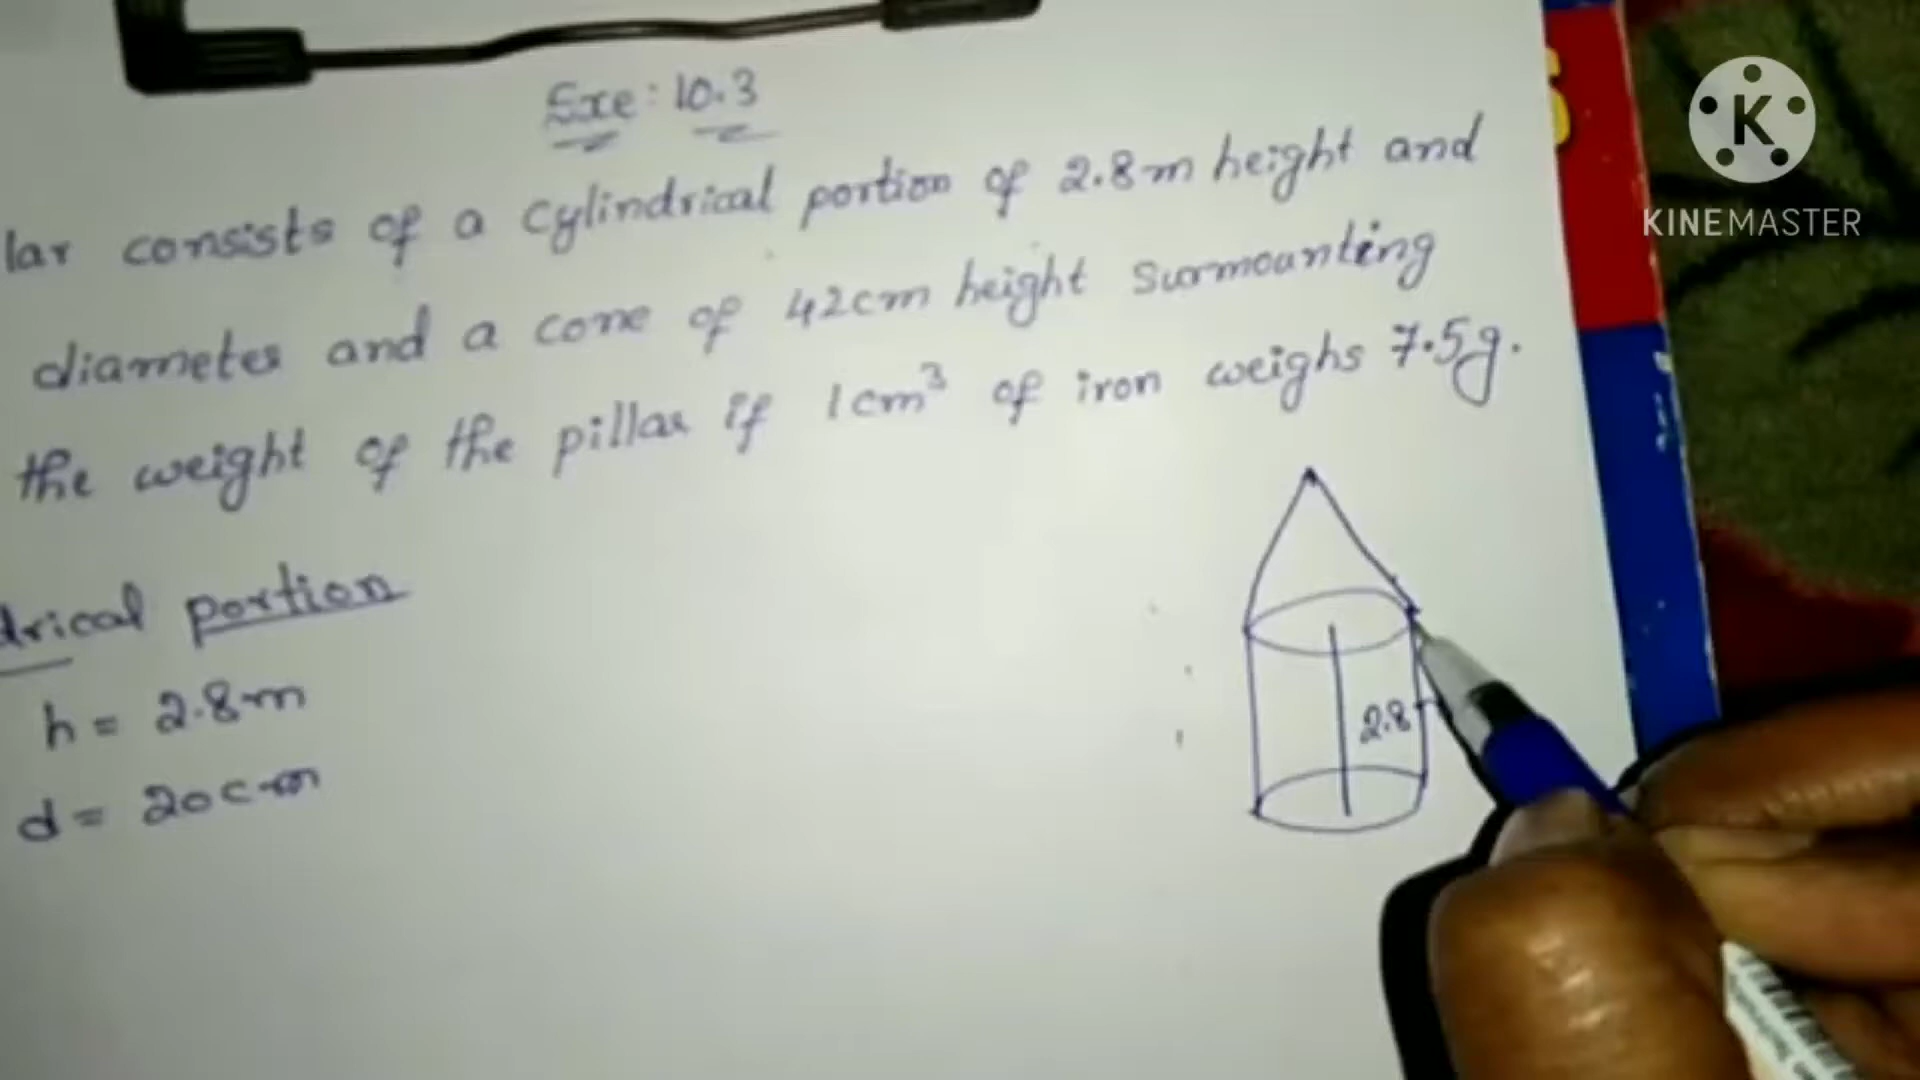 Exe: 10.3
lar consists of a cylindrical portion of 2.8m height and
diameter and a cone of 42cm height surmounting
the weight of the pillar if 1cm³ of iron weighs 7.5g.
drical portion
h = 2.8m
d = 20cm
2.8
K
KINEMASTER